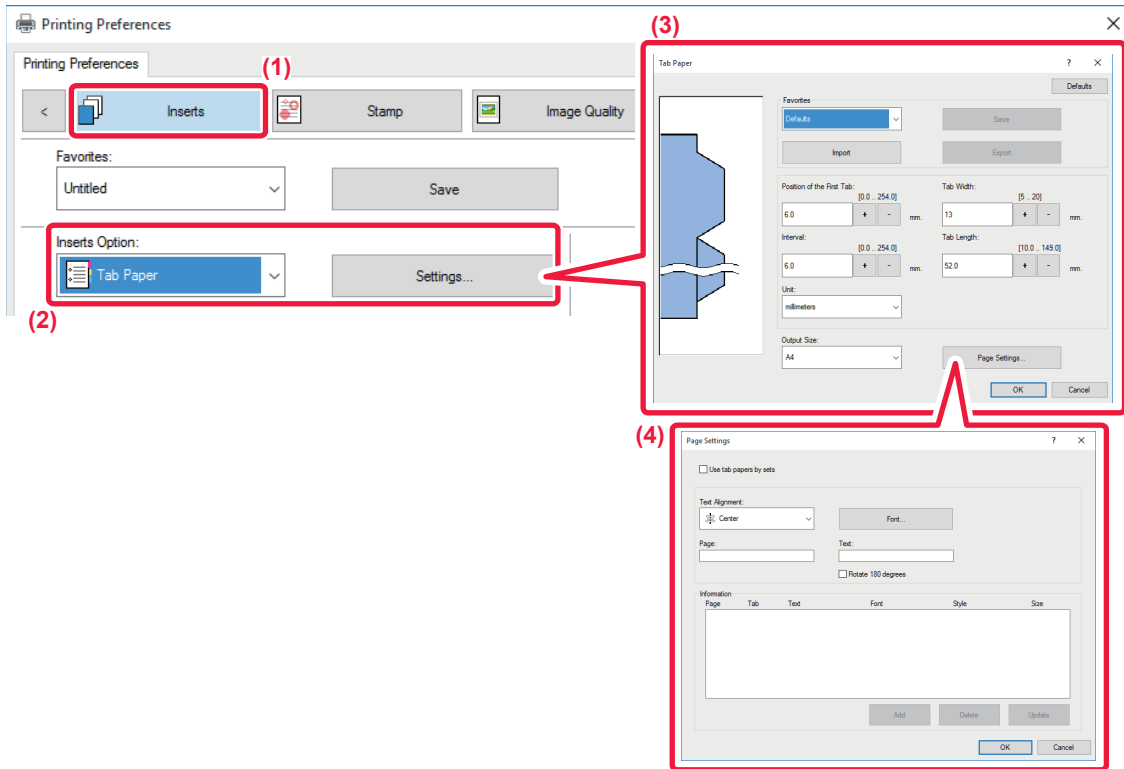 Printing Preferences
Printing Preferences
(1)
< Inserts Stamp Image Quality
Favorites:
Untitled Save
Inserts Option:
Tab Paper Settings...
(2)
(3)
Tab Paper ?
Defaults
Favorites
Defaults Save
Import Export
Position of the First Tab: Tab Width:
[0.0 .. 254.0] [5 .. 20]
6.0 + - mm. 13 + - mm.
Interval: Tab Length:
[0.0 .. 254.0] [10.0 .. 149.0]
6.0 + - mm. 52.0 + - mm.
Unit:
millimeters
Output Size:
A4 Page Settings...
OK Cancel
(4)
Page Settings ?
Use tab papers by sets
Text Alignment:
Center Font...
Page: Text:
Rotate 180 degrees
Information
Page Tab Text Font Style Size
Add Delete Update
OK Cancel